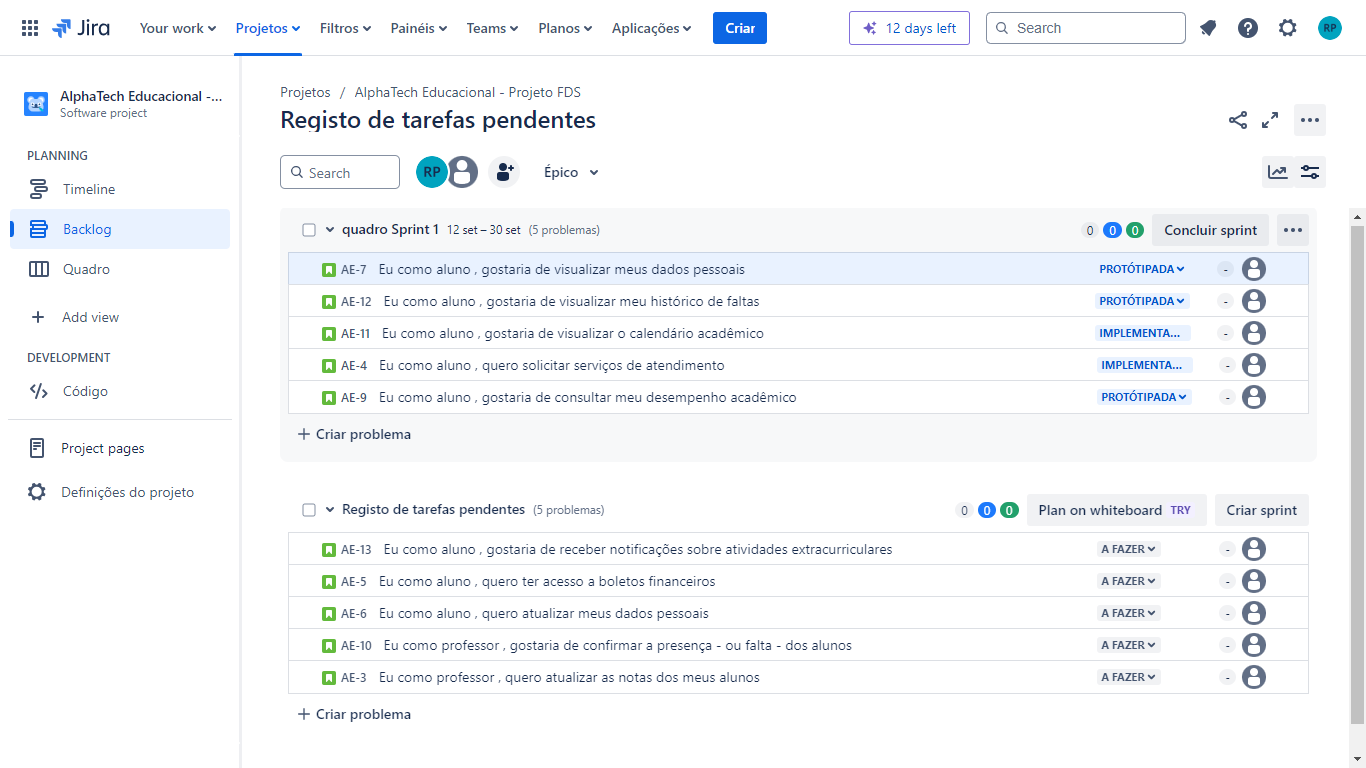 Jira Your work Projetos Filtros Painéis Teams Planos Aplicações Criar 12 days left Search RP
AlphaTech Educacional -...
Software project
PLANNING
Timeline
Backlog
Quadro
Add view
DEVELOPMENT
Código
Project pages
Definições do projeto
Projetos / AlphaTech Educacional - Projeto FDS
Registo de tarefas pendentes
Search RP Épico
quadro Sprint 1 12 set – 30 set (5 problemas) 0 0 0 Concluir sprint
AE-7 Eu como aluno , gostaria de visualizar meus dados pessoais PROTÓTIPADA -
AE-12 Eu como aluno , gostaria de visualizar meu histórico de faltas PROTÓTIPADA -
AE-11 Eu como aluno , gostaria de visualizar o calendário acadêmico IMPLEMENTA... -
AE-4 Eu como aluno , quero solicitar serviços de atendimento IMPLEMENTA... -
AE-9 Eu como aluno , gostaria de consultar meu desempenho acadêmico PROTÓTIPADA -
+ Criar problema
Registo de tarefas pendentes (5 problemas) 0 0 0 Plan on whiteboard TRY Criar sprint
AE-13 Eu como aluno , gostaria de receber notificações sobre atividades extracurriculares A FAZER -
AE-5 Eu como aluno , quero ter acesso a boletos financeiros A FAZER -
AE-6 Eu como aluno , quero atualizar meus dados pessoais A FAZER -
AE-10 Eu como professor , gostaria de confirmar a presença - ou falta - dos alunos A FAZER -
AE-3 Eu como professor , quero atualizar as notas dos meus alunos A FAZER -
+ Criar problema